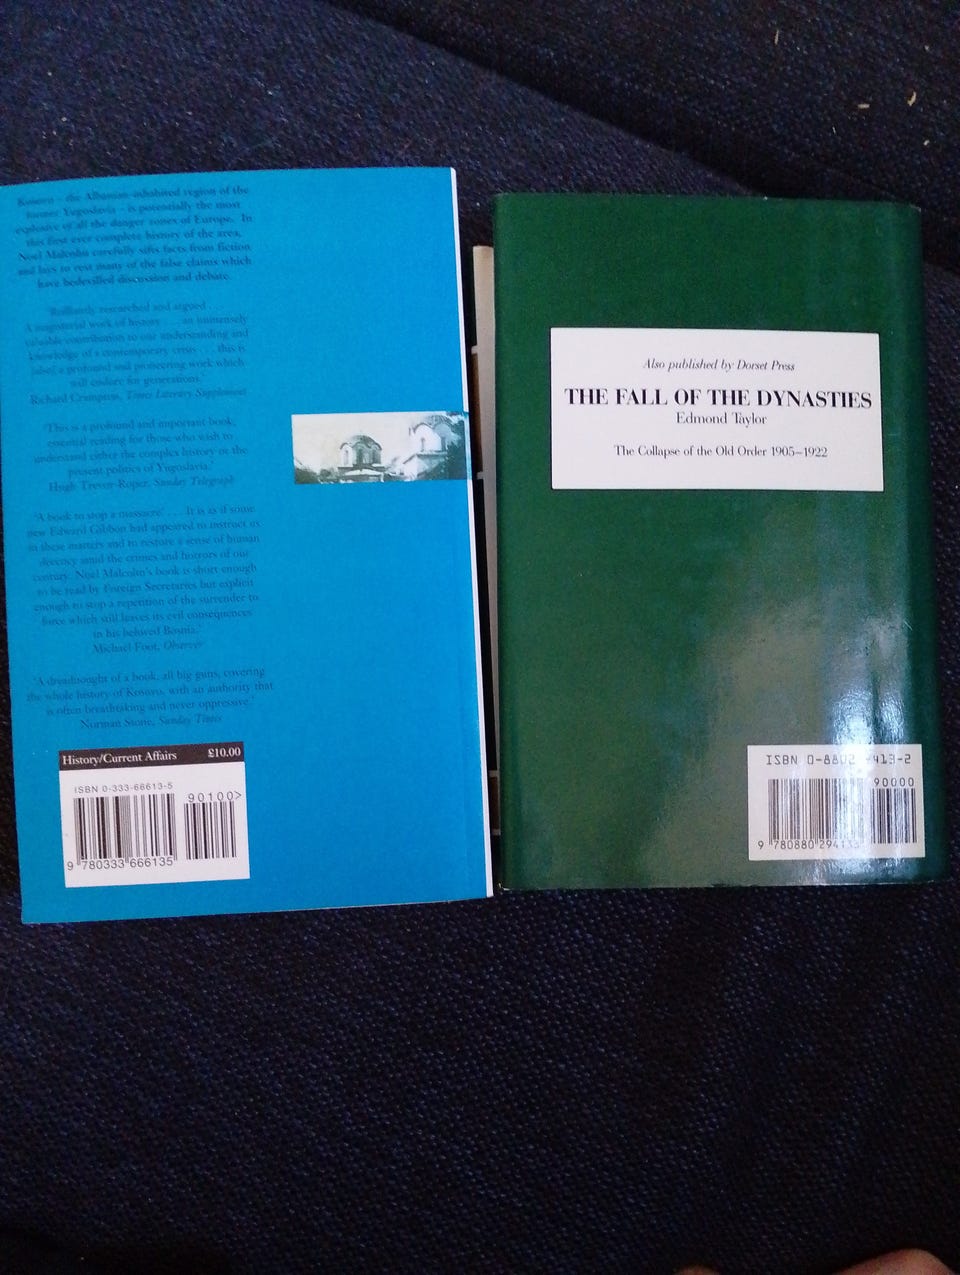 Kosovo – the Albanian-inhabited region of the
former Yugoslavia – is potentially the most
explosive of all the danger zones of Europe. In
this first ever complete history of the area,
Noel Malcolm carefully sifts facts from fiction
and lays to rest many of the false claims which
have bedevilled discussion and debate.
'Brilliantly researched and argued . . .
A magisterial work of history . . . an immensely
valuable contribution to our understanding and
knowledge of a contemporary crisis . . . this is
[also] a profound and pioneering work which
will endure for generations.'
Richard Crampton, Times Literary Supplement
'This is a profound and important book,
essential reading for those who wish to
understand either the complex history or the
present politics of Yugoslavia.'
Hugh Trevor-Roper, Sunday Telegraph
'A book to stop a massacre' . . . It is as if some
new Edward Gibbon had appeared to instruct us
in these matters and to restore a sense of human
decency amid the crimes and horrors of our
century. Noel Malcolm's book is short enough
to be read by Foreign Secretaries but explicit
enough to stop a repetition of the surrender to
force which still leaves its evil consequences
in his beloved Bosnia.'
Michael Foot, Observer
'A dreadnought of a book, all big guns, covering
the whole history of Kosovo, with an authority that
is often breathtaking and never oppressive.'
Norman Stone, Sunday Times
History/Current Affairs £10.00
ISBN 0-333-66613-5
90100>
9 780333 666135
Also published by Dorset Press
THE FALL OF THE DYNASTIES
Edmond Taylor
The Collapse of the Old Order 1905–1922
ISBN 0-8802 -413-2
90000
9 780880 294133